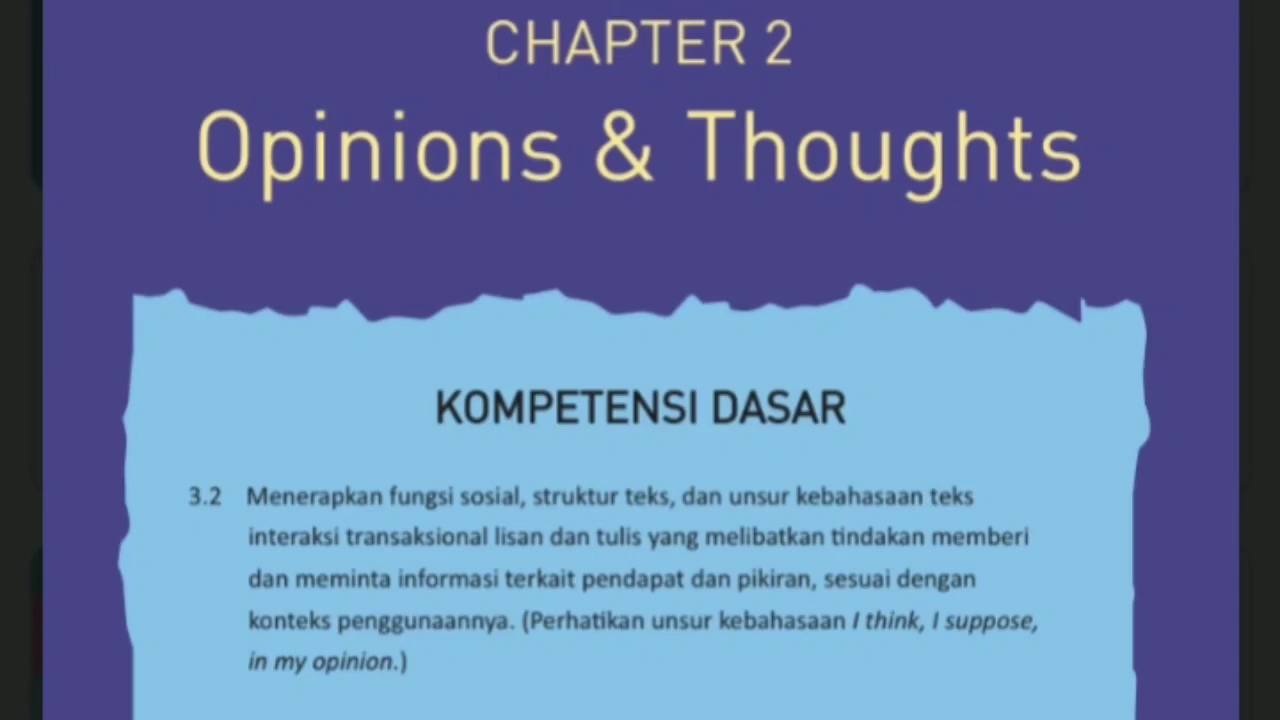 CHAPTER 2
Opinions & Thoughts
KOMPETENSI DASAR
3.2 Menerapkan fungsi sosial, struktur teks, dan unsur kebahasaan teks
interaksi transaksional lisan dan tulis yang melibatkan tindakan memberi
dan meminta informasi terkait pendapat dan pikiran, sesuai dengan
konteks penggunaannya. (Perhatikan unsur kebahasaan I think, I suppose,
in my opinion.)